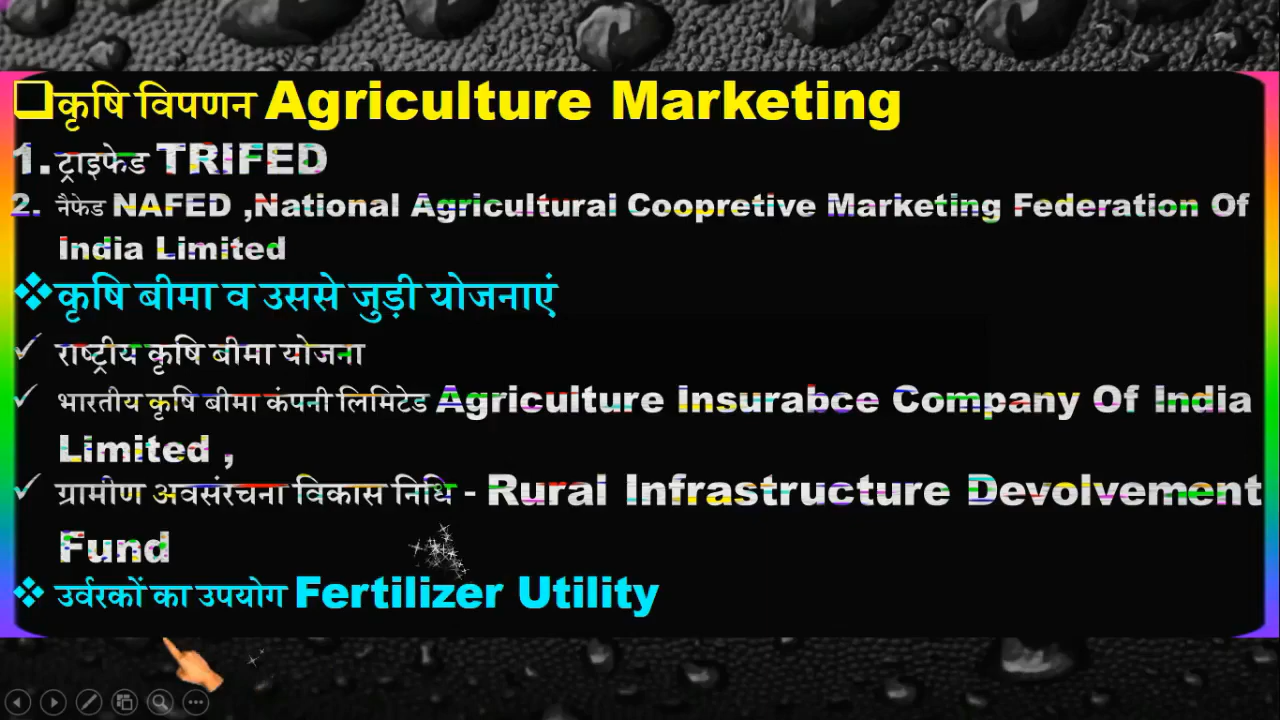 ❑कृषि विपणन Agriculture Marketing
1. ट्राइफेड TRIFED
2. नैफेड NAFED ,National Agricultural Coopretive Marketing Federation Of
India Limited
❖कृषि बीमा व उससे जुड़ी योजनाएं
✓ राष्ट्रीय कृषि बीमा योजना
✓ भारतीय कृषि बीमा कंपनी लिमिटेड Agriculture Insurabce Company Of India
Limited ,
✓ ग्रामीण अवसंरचना विकास निधि - Rural Infrastructure Devolvement
Fund
❖ उर्वरकों का उपयोग Fertilizer Utility